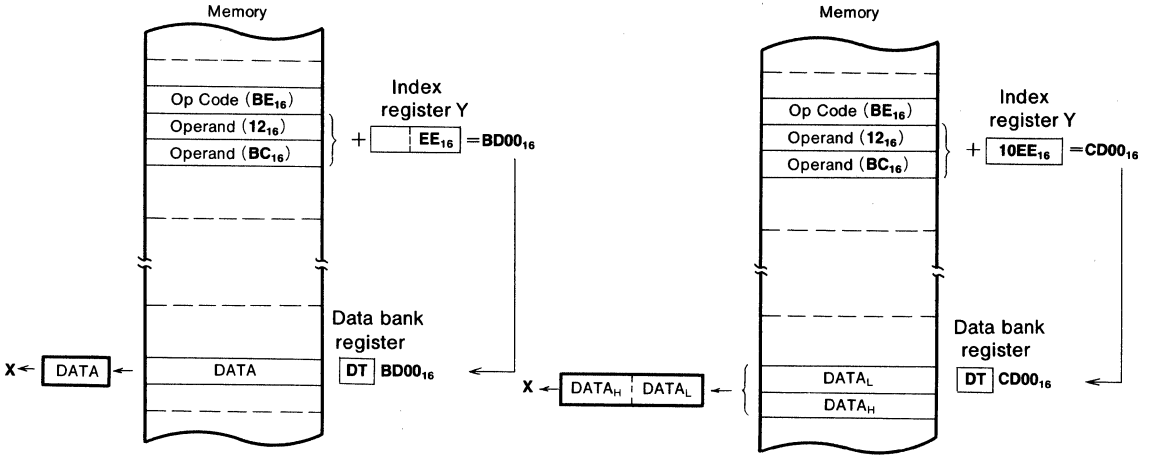 Memory
Op Code (BE₁₆)
Operand (12₁₆)
Operand (BC₁₆)
Index
register Y
+ EE₁₆ =BD00₁₆
Data bank
register
X← DATA ← DATA DT BD00₁₆
Memory
Op Code (BE₁₆)
Operand (12₁₆)
Operand (BC₁₆)
Index
register Y
+ 10EE₁₆ =CD00₁₆
Data bank
register
X← DATAH DATAL ← DATAL DT CD00₁₆
DATAH